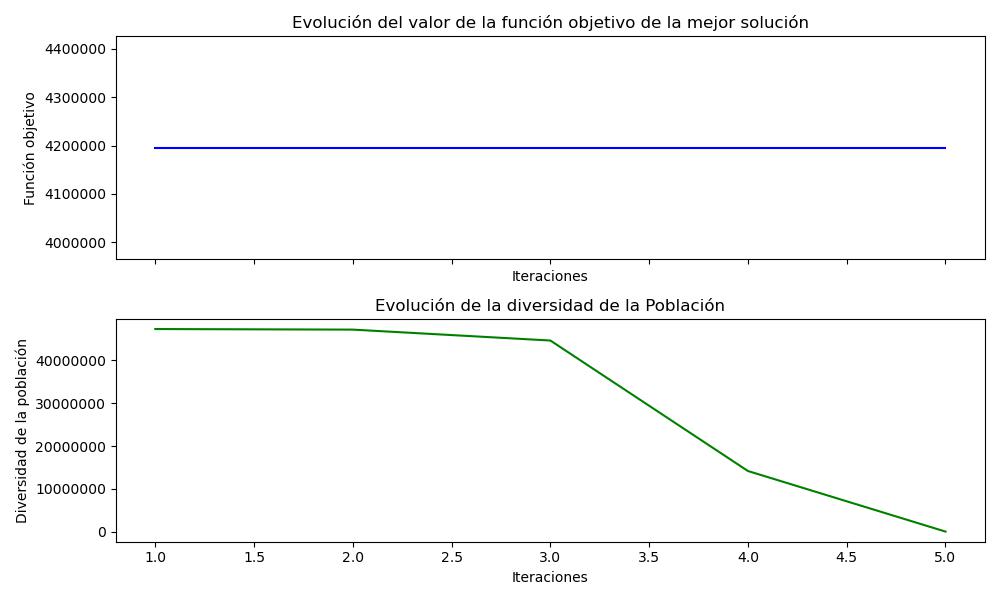 Evolución del valor de la función objetivo de la mejor solución
4400000
4300000
4200000
4100000
4000000
Función objetivo
Iteraciones
Evolución de la diversidad de la Población
40000000
30000000
20000000
10000000
0
Diversidad de la población
1.0 1.5 2.0 2.5 3.0 3.5 4.0 4.5 5.0
Iteraciones